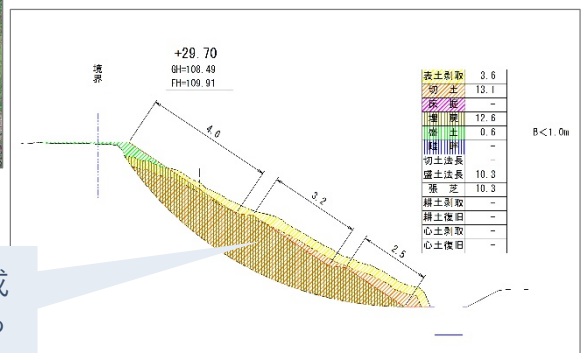 +29.70
GH=108.49
FH=109.91
境界
4.6
3.2
2.5
表土剥取 3.6
切土 13.1
床掘 -
埋戻 12.6
盛土 0.6
畦畔 -
切土法長 -
盛土法長 10.3
張芝 10.3
耕土剥取 -
耕土復旧 -
心土剥取 -
心土復旧 -
B<1.0m